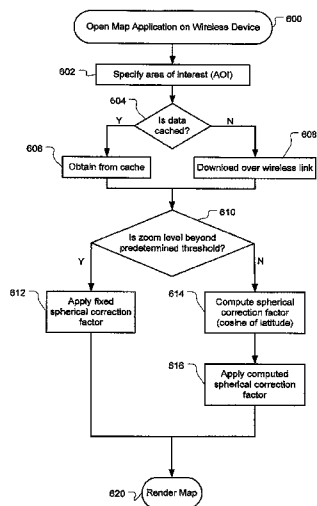 Open Map Application on Wireless Device
600
602
Specify area of interest (AOI)
604
Is data
cached?
Y
N
606
608
Obtain from cache
Download over wireless link
610
Is zoom level beyond
predetermined threshold?
Y
N
612
Apply fixed
spherical correction
factor
614
Compute spherical
correction factor
(cosine of latitude)
616
Apply computed
spherical correction
factor
620
Render Map